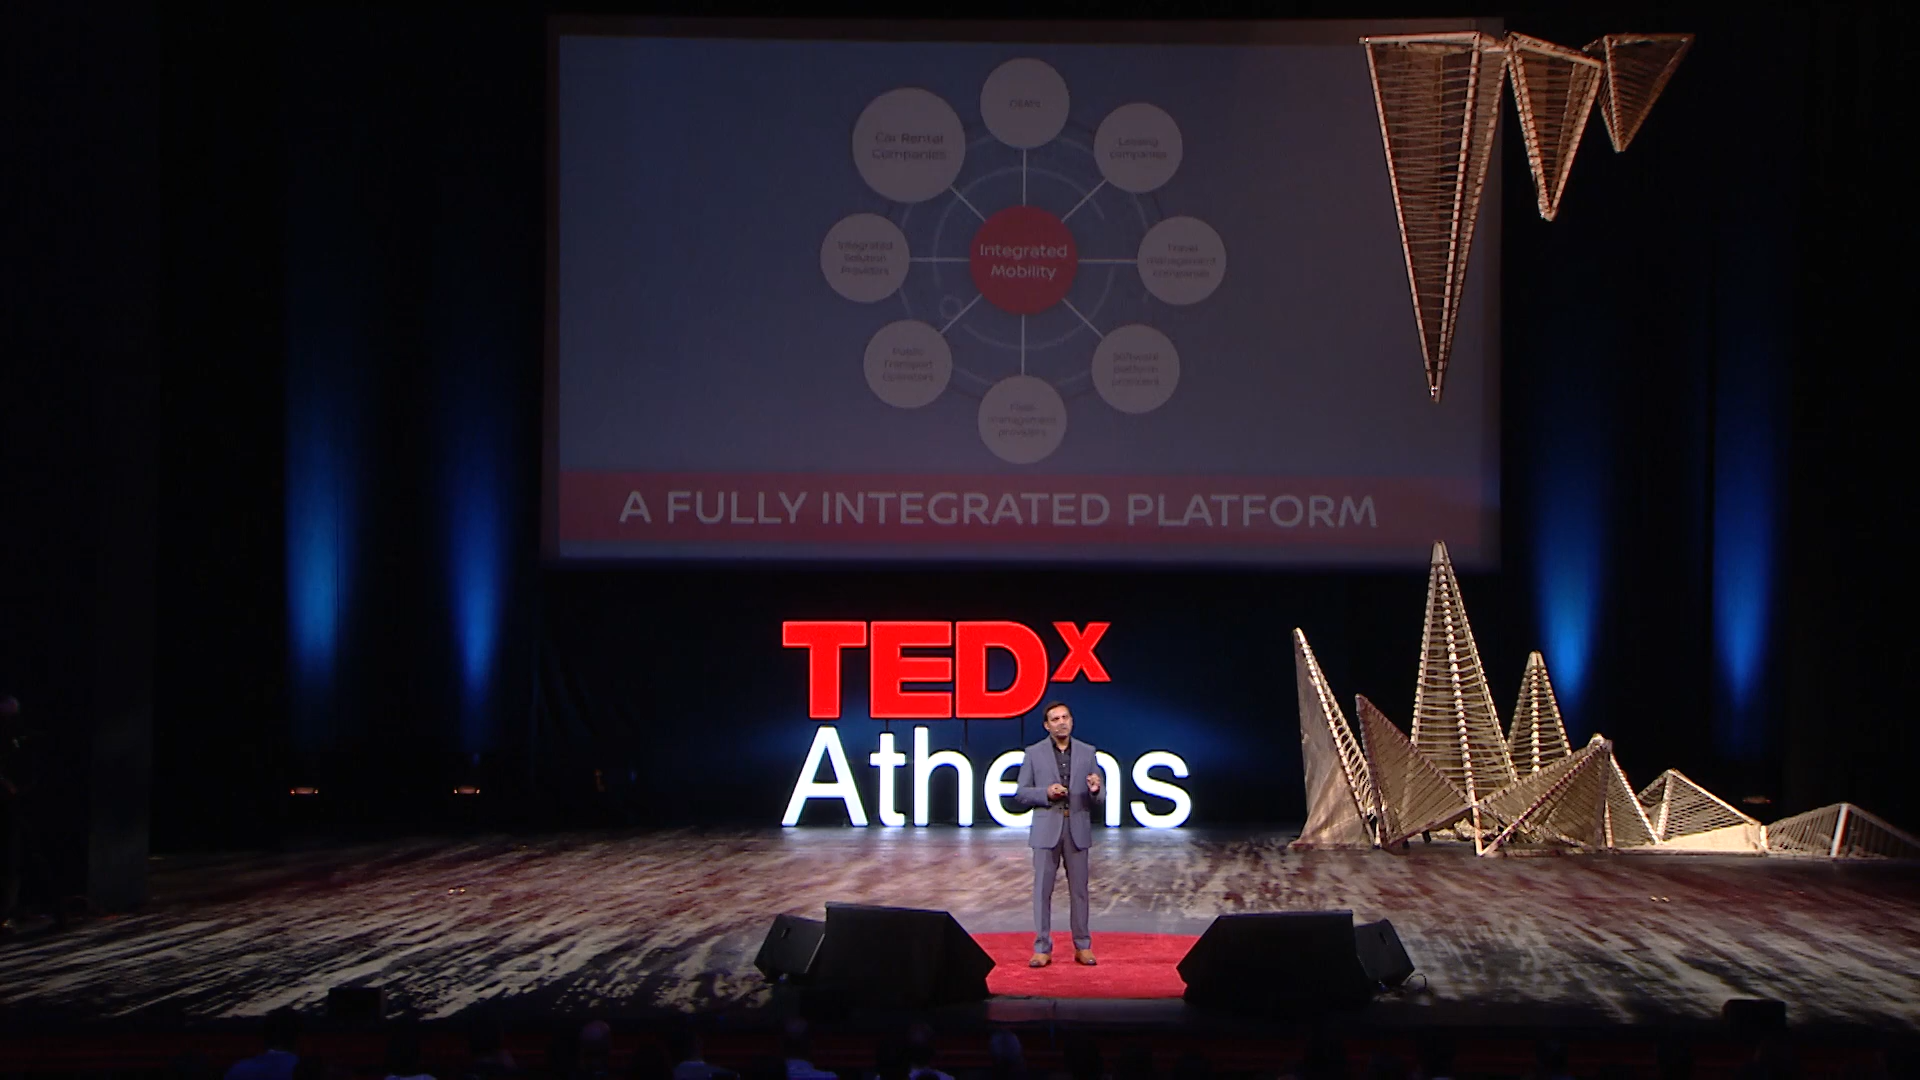 OEMs
Car Rental
Companies
Leasing
companies
Integrated
Solution
Providers
Integrated
Mobility
Travel
management
companies
Public
Transport
Operators
Software
platform
providers
Fleet
management
providers
A FULLY INTEGRATED PLATFORM
TEDx
Athens